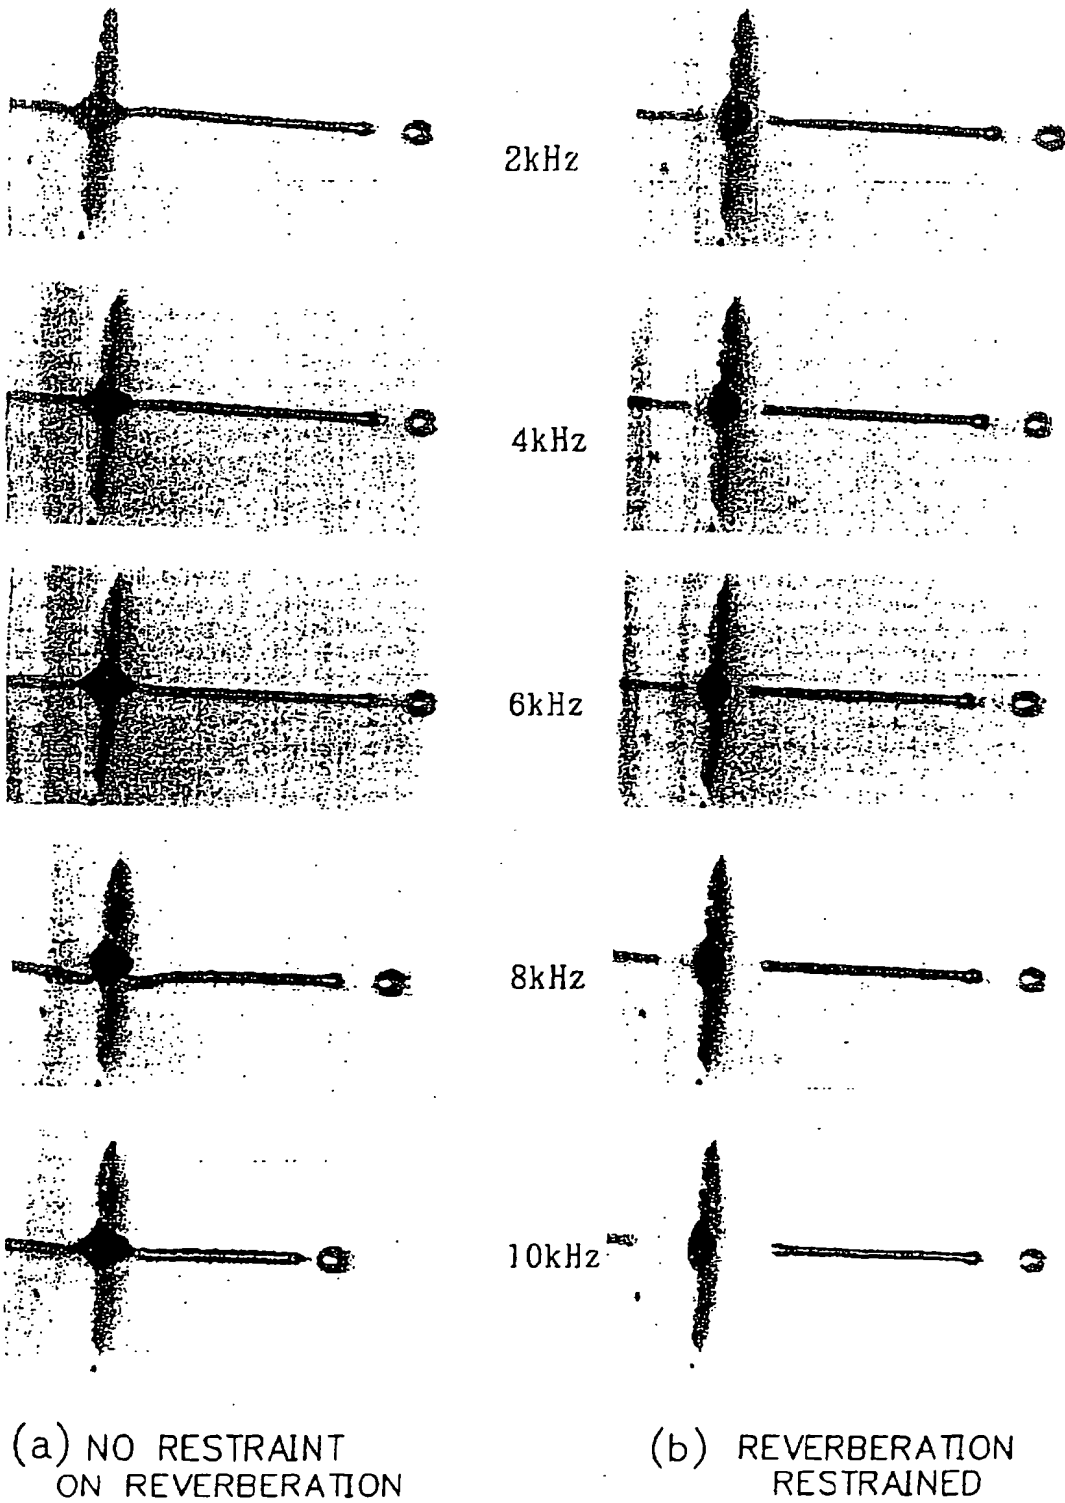 2kHz
4kHz
6kHz
8kHz
10kHz
(a) NO RESTRAINT
ON REVERBERATION
(b) REVERBERATION
RESTRAINED